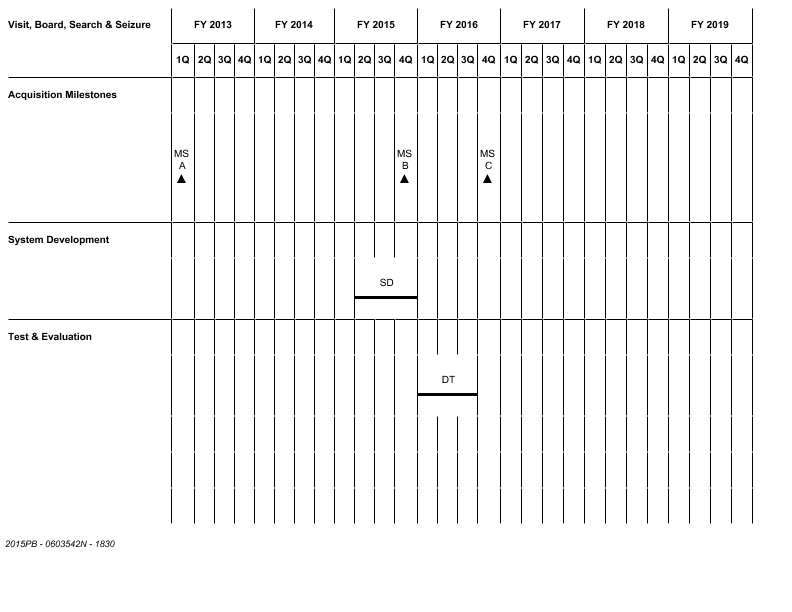 Visit, Board, Search & Seizure FY 2013 FY 2014 FY 2015 FY 2016 FY 2017 FY 2018 FY 2019
1Q 2Q 3Q 4Q 1Q 2Q 3Q 4Q 1Q 2Q 3Q 4Q 1Q 2Q 3Q 4Q 1Q 2Q 3Q 4Q 1Q 2Q 3Q 4Q 1Q 2Q 3Q 4Q
Acquisition Milestones
MS MS MS
A B C
System Development
SD
Test & Evaluation
DT
2015PB - 0603542N - 1830